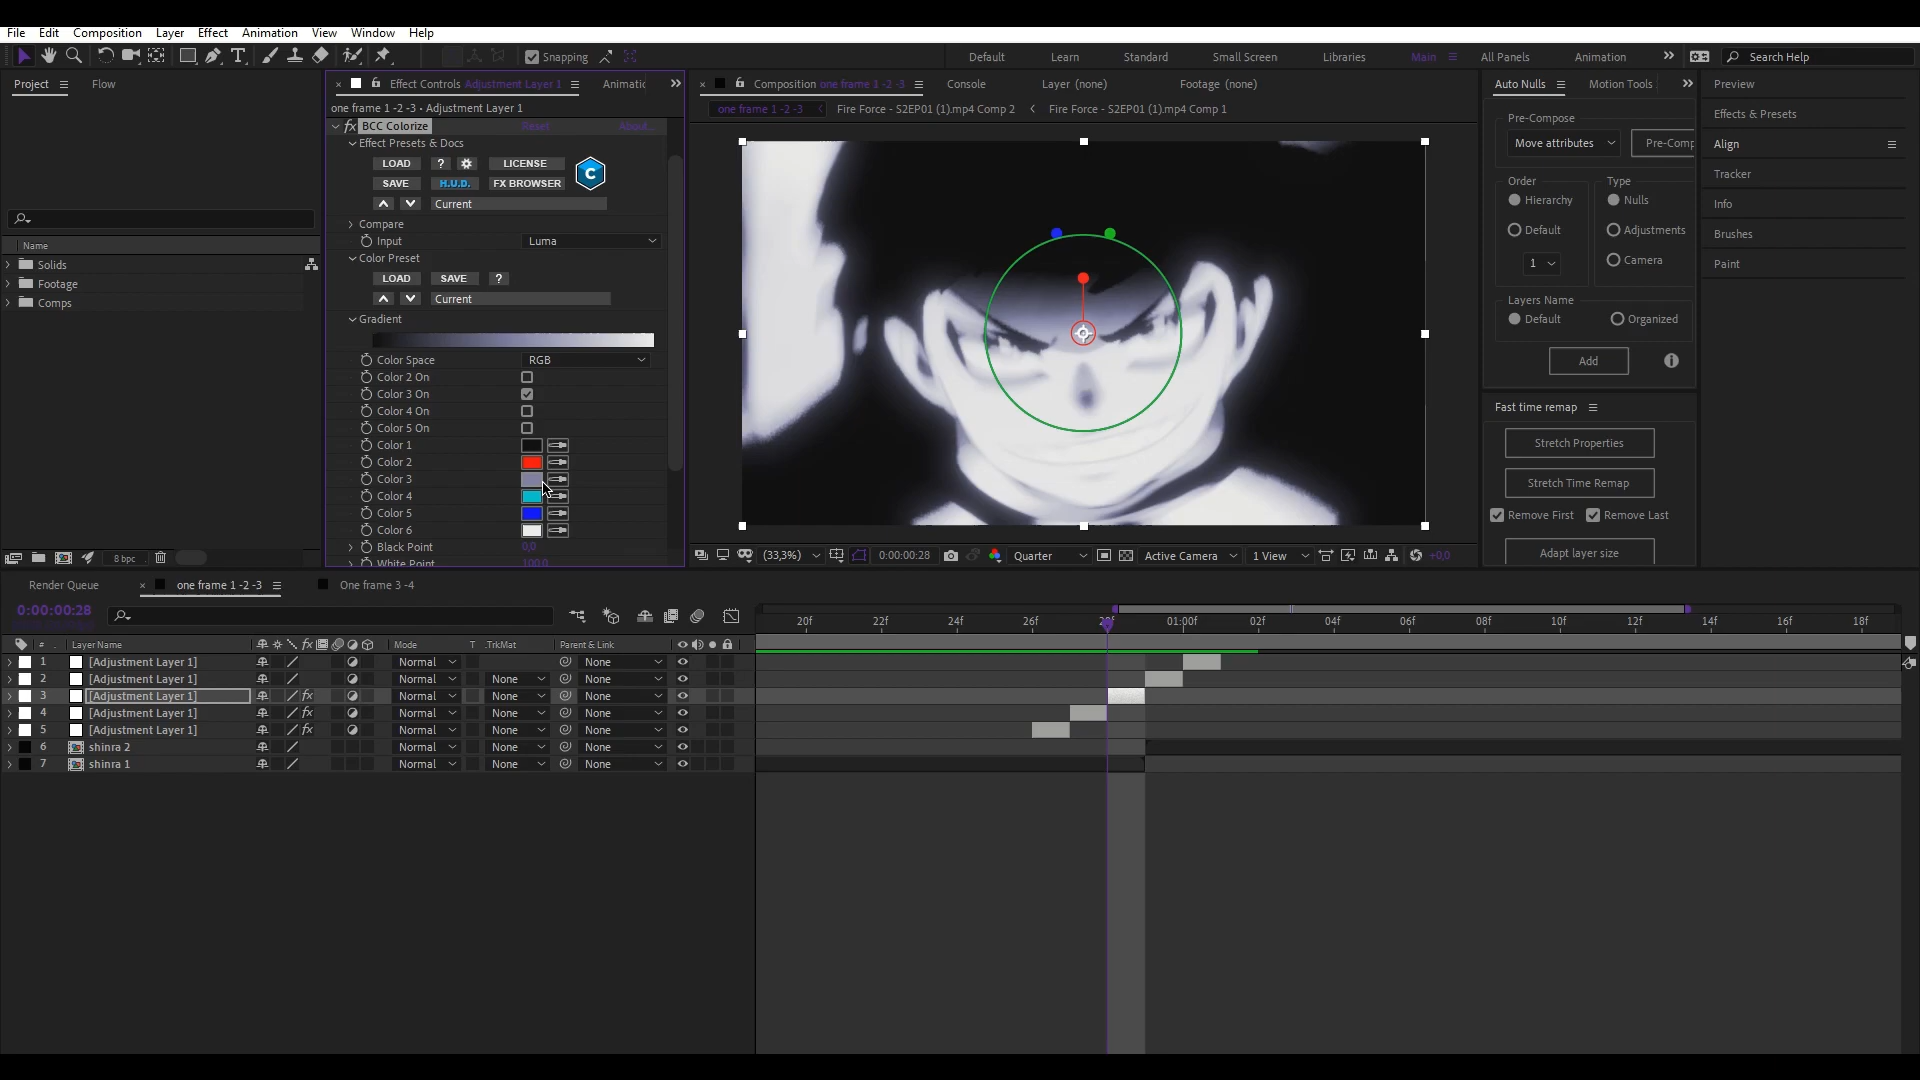 File Edit Composition Layer Effect Animation View Window Help
Snapping Default Learn Standard Small Screen Libraries Main All Panels Animation Search Help
Project Flow
Name
Solids
Footage
Comps
8 bpc
Effect Controls Adjustment Layer 1 Animatic
one frame 1 -2 -3 • Adjustment Layer 1
fx BCC Colorize Reset About...
Effect Presets & Docs
LOAD ? LICENSE
SAVE H.U.D. FX BROWSER
Current
Compare
Input Luma
Color Preset
LOAD SAVE ?
Current
Gradient
Color Space RGB
Color 2 On
Color 3 On
Color 4 On
Color 5 On
Color 1
Color 2
Color 3
Color 4
Color 5
Color 6
Black Point 0,0
White Point 100,0
Composition one frame 1 -2 -3 Console Layer (none) Footage (none)
one frame 1 -2 -3 Fire Force - S2EP01 (1).mp4 Comp 2 Fire Force - S2EP01 (1).mp4 Comp 1
(33,3%) 0:00:00:28 Quarter Active Camera 1 View +0,0
Auto Nulls Motion Tools
Pre-Compose
Move attributes Pre-Comp
Order Type
Hierarchy Nulls
Default Adjustments
1 Camera
Layers Name
Default Organized
Add
Fast time remap
Stretch Properties
Stretch Time Remap
Remove First Remove Last
Adapt layer size
Preview
Effects & Presets
Align
Tracker
Info
Brushes
Paint
Render Queue one frame 1 -2 -3 One frame 3 -4
0:00:00:28
# Layer Name Mode T .TrkMat Parent & Link
20f 22f 24f 26f 28f 01:00f 02f 04f 06f 08f 10f 12f 14f 16f 18f
1 [Adjustment Layer 1] Normal None
2 [Adjustment Layer 1] Normal None None
3 [Adjustment Layer 1] fx Normal None None
4 [Adjustment Layer 1] fx Normal None None
5 [Adjustment Layer 1] fx Normal None None
6 shinra 2 Normal None None
7 shinra 1 Normal None None